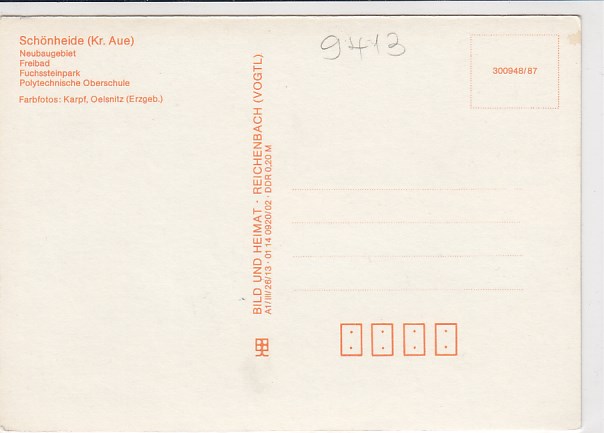 Schönheide (Kr. Aue)
Neubaugebiet
Freibad
Fuchssteinpark
Polytechnische Oberschule
Farbfotos: Karpf, Oelsnitz (Erzgeb.)
9413
300948/87
BILD UND HEIMAT · REICHENBACH (VOGTL)
A1/III/26/13 · 01 14 0920/02 · DDR 0,20 M